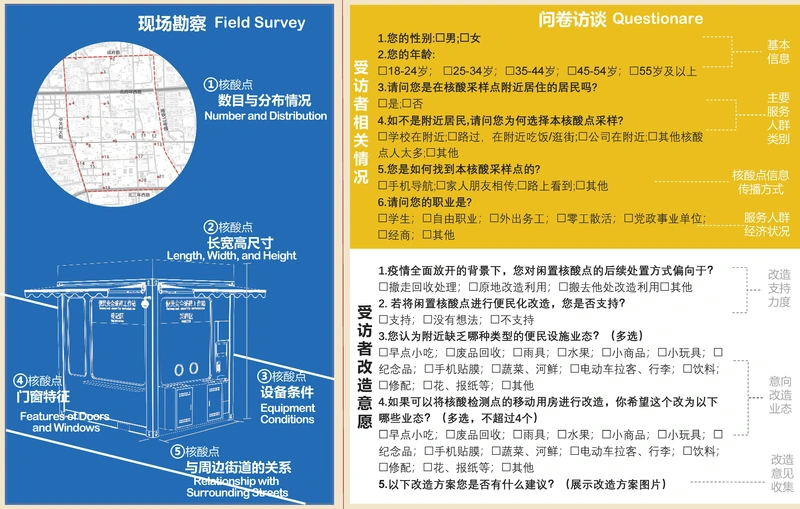 现场勘察 Field Survey
①核酸点
数目与分布情况
Number and Distribution
②核酸点
长宽高尺寸
Length, Width, and Height
③核酸点
设备条件
Equipment
Conditions
④核酸点
门窗特征
Features of Doors
and Windows
⑤核酸点
与周边街道的关系
Relationship with
Surrounding Streets
问卷访谈 Questionare
受访者相关情况
1.您的性别:□男;□女
2.您的年龄:
□18-24岁； □25-34岁；□35-44岁；□45-54岁；□55岁及以上
3.请问您是在核酸采样点附近居住的居民吗?
□是;□否
4.如不是附近居民,请问您为何选择本核酸点采样?
□学校在附近;□路过，在附近吃饭/逛街;□公司在附近;□其他核酸
点人太多;□其他
5.您是如何找到本核酸采样点的?
□手机导航;□家人朋友相传;□路上看到;□其他
6.请问您的职业是?
□学生；□自由职业；□外出务工；□零工散活；□党政事业单位；
□经商；□其他
基本
信息
主要
服务
人群
类别
核酸点信息
传播方式
服务人群
经济状况
受访者改造意愿
1.疫情全面放开的背景下，您对闲置核酸点的后续处置方式偏向于?
□撤走回收处理；□原地改造利用；□搬去他处改造利用□其他
2. 若将闲置核酸点进行便民化改造，您是否支持?
□支持；□没有想法；□不支持
3.您认为附近缺乏哪种类型的便民设施业态? （多选）
□早点小吃；□废品回收；□雨具；□水果；□小商品；□小玩具；□
纪念品；□手机贴膜；□蔬菜、河鲜；□电动车拉客、行李；□饮料；
□修配；□花、报纸等；□其他
4.如果可以将核酸检测点的移动用房进行改造，你希望这个改为以下
哪些业态? （多选，不超过4个）
□早点小吃；□废品回收；□雨具；□水果；□小商品；□小玩具；□
纪念品；□手机贴膜；□蔬菜、河鲜；□电动车拉客、行李；□饮料；
□修配；□花、报纸等；□其他
5.以下改造方案您是否有什么建议? （展示改造方案图片）
改造
支持
力度
意向
改造
业态
改造
意见
收集